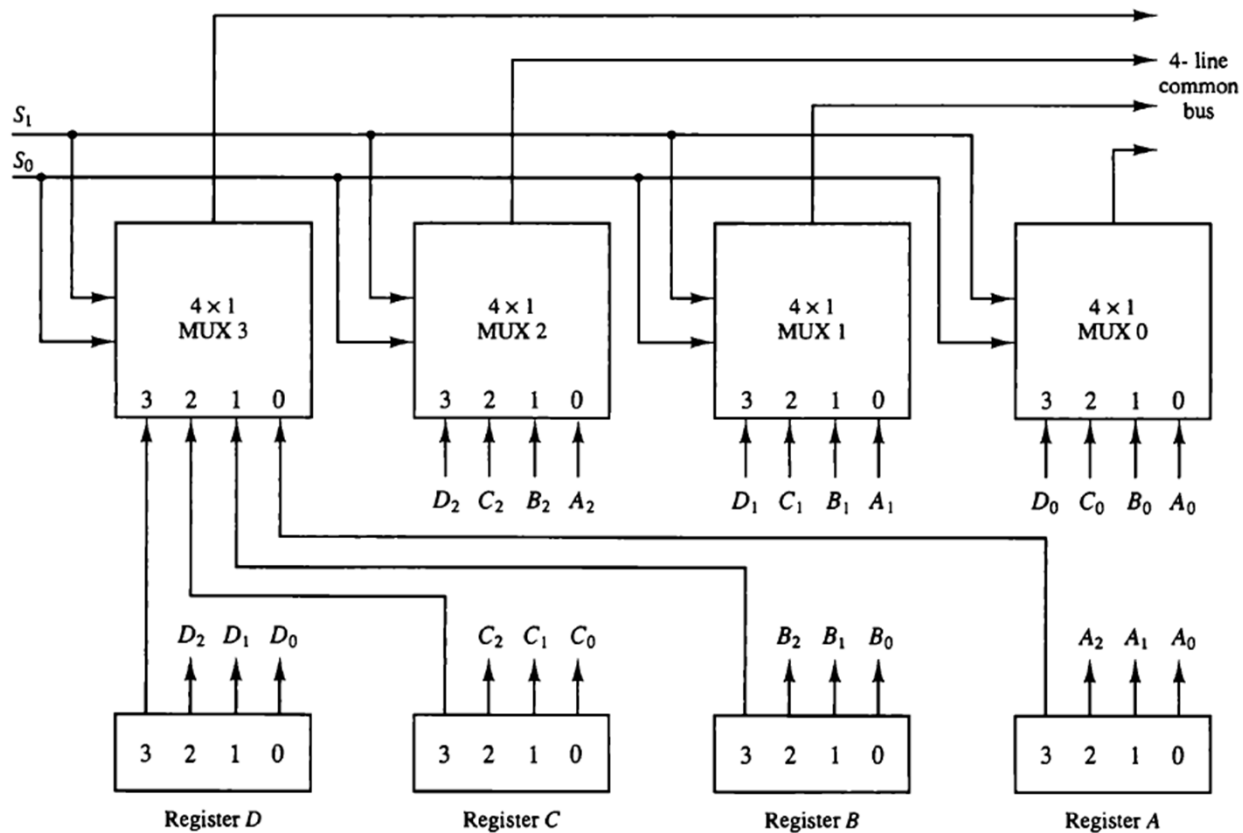 4- line
common
bus
S₁
S₀
4 × 1
MUX 3
4 × 1
MUX 2
4 × 1
MUX 1
4 × 1
MUX 0
3 2 1 0
3 2 1 0
3 2 1 0
3 2 1 0
D₂ C₂ B₂ A₂
D₁ C₁ B₁ A₁
D₀ C₀ B₀ A₀
D₂ D₁ D₀
C₂ C₁ C₀
B₂ B₁ B₀
A₂ A₁ A₀
3 2 1 0
3 2 1 0
3 2 1 0
3 2 1 0
Register D
Register C
Register B
Register A